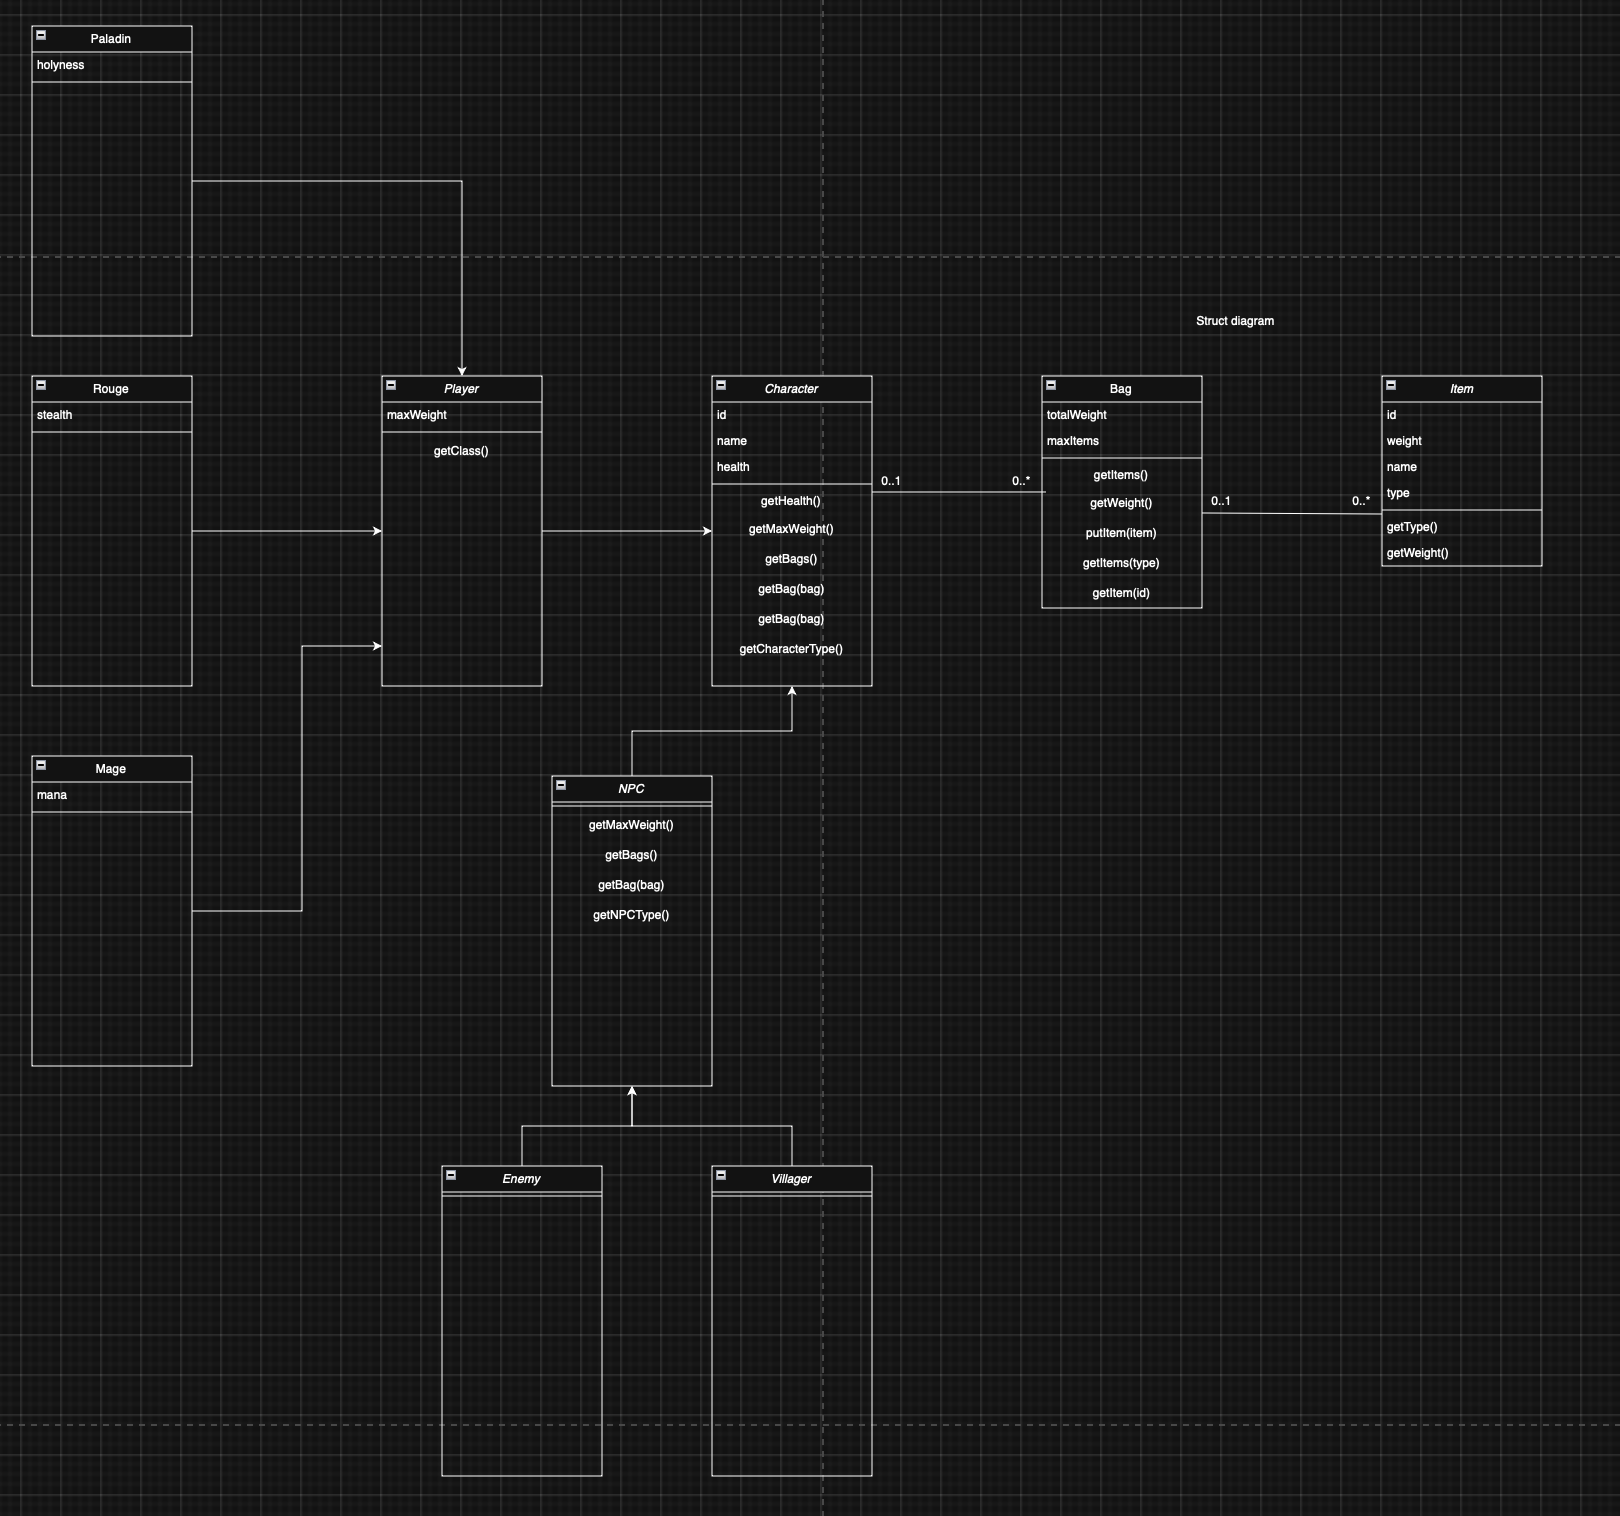 Paladin
holyness
Struct diagram
Rouge
stealth
Player
maxWeight
getClass()
Character
id
name
health
getHealth()
getMaxWeight()
getBags()
getBag(bag)
getBag(bag)
getCharacterType()
0..1
0..*
Bag
totalWeight
maxItems
getItems()
getWeight()
putItem(item)
getItems(type)
getItem(id)
0..1
0..*
Item
id
weight
name
type
getType()
getWeight()
Mage
mana
NPC
getMaxWeight()
getBags()
getBag(bag)
getNPCType()
Enemy
Villager